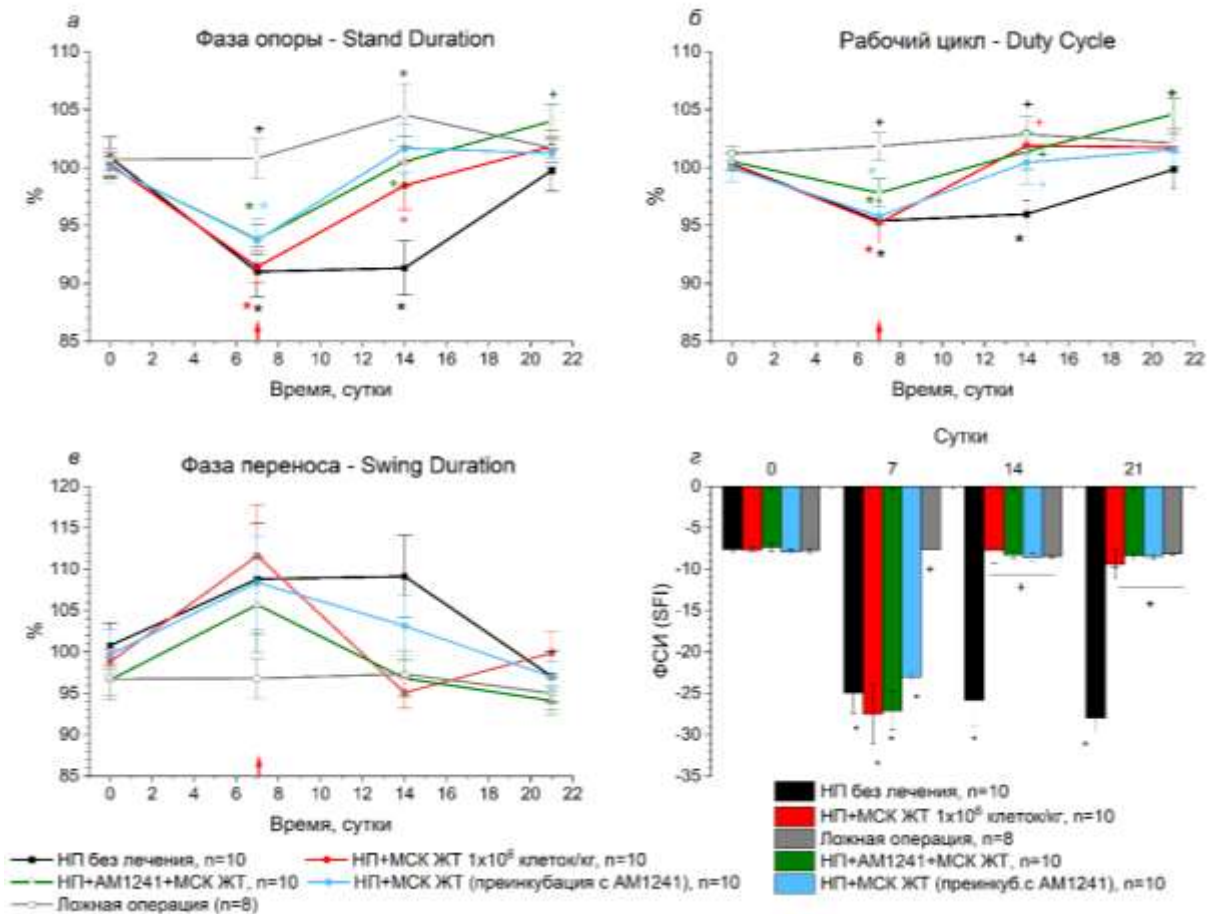 а
Фаза опоры - Stand Duration
110
105
100
95
90
85
%
0 2 4 6 8 10 12 14 16 18 20 22
Время, сутки
б
Рабочий цикл - Duty Cycle
110
105
100
95
90
85
%
0 2 4 6 8 10 12 14 16 18 20 22
Время, сутки
в
Фаза переноса - Swing Duration
120
115
110
105
100
95
90
85
%
0 2 4 6 8 10 12 14 16 18 20 22
Время, сутки
НП без лечения, n=10
НП+МСК ЖТ 1x10⁶ клеток/кг, n=10
НП+АМ1241+МСК ЖТ, n=10
НП+МСК ЖТ (преинкубация с АМ1241), n=10
Ложная операция (n=8)
г
Сутки
0 7 14 21
0
-5
-10
-15
-20
-25
-30
-35
ФСИ (SFI)
НП без лечения, n=10
НП+МСК ЖТ 1x10⁶ клеток/кг, n=10
Ложная операция, n=8
НП+АМ1241+МСК ЖТ, n=10
НП+МСК ЖТ (преинкуб.с АМ1241), n=10